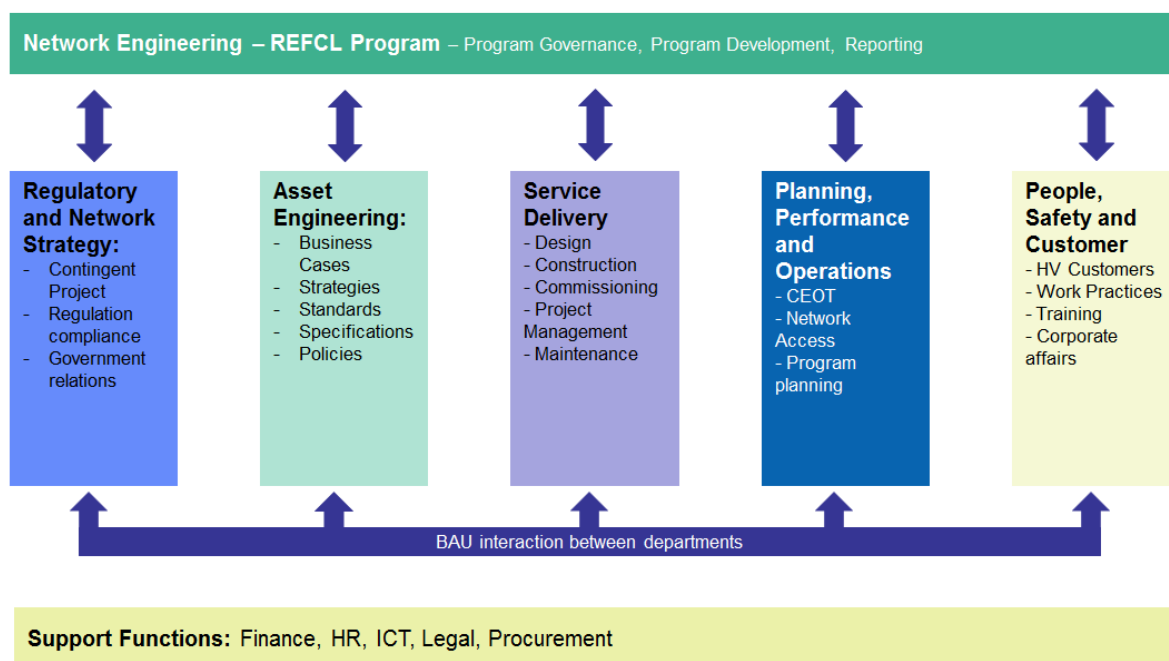 Network Engineering – REFCL Program – Program Governance, Program Development, Reporting
Regulatory
and Network
Strategy:
- Contingent
Project
- Regulation
compliance
- Government
relations
Asset
Engineering:
- Business
Cases
- Strategies
- Standards
- Specifications
- Policies
Service
Delivery
- Design
- Construction
- Commissioning
- Project
Management
- Maintenance
Planning,
Performance
and
Operations
- CEOT
- Network
Access
- Program
planning
People,
Safety and
Customer
- HV Customers
- Work Practices
- Training
- Corporate
affairs
BAU interaction between departments
Support Functions: Finance, HR, ICT, Legal, Procurement